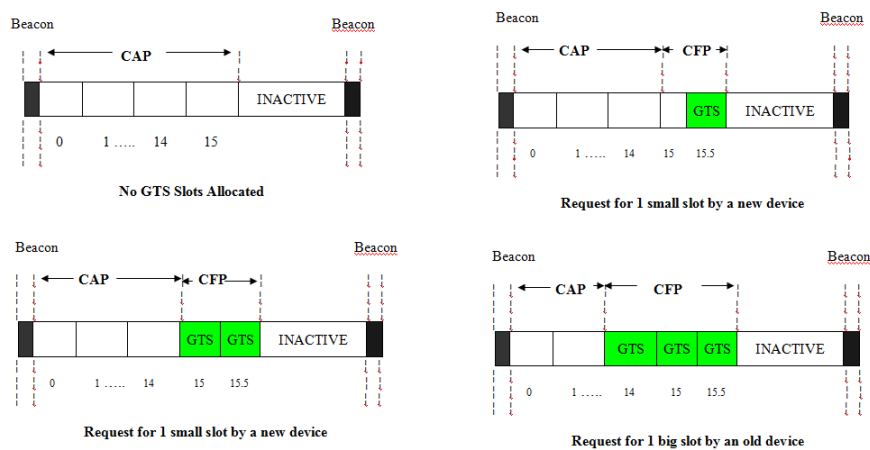 Beacon Beacon
CAP
INACTIVE
0 1 ..... 14 15
No GTS Slots Allocated
Beacon Beacon
CAP CFP
GTS INACTIVE
0 1 ..... 14 15 15.5
Request for 1 small slot by a new device
Beacon Beacon
CAP CFP
GTS GTS INACTIVE
0 1 ..... 14 15 15.5
Request for 1 small slot by a new device
Beacon Beacon
CAP CFP
GTS GTS GTS INACTIVE
0 1 ..... 14 15 15.5
Request for 1 big slot by an old device